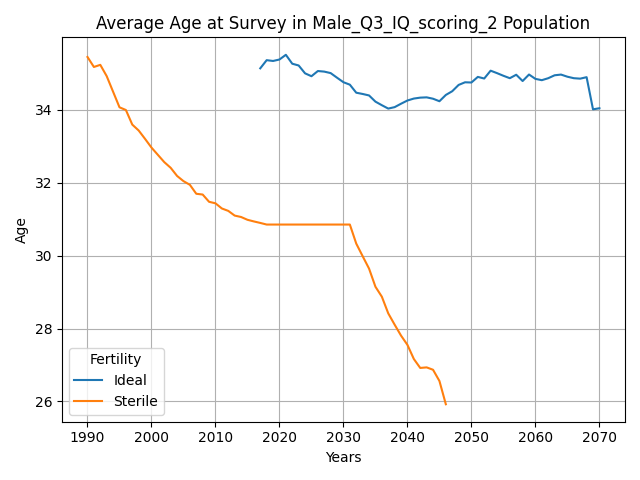 Average Age at Survey in Male_Q3_IQ_scoring_2 Population
Age
34
32
30
28
26
Fertility
Ideal
Sterile
1990 2000 2010 2020 2030 2040 2050 2060 2070
Years